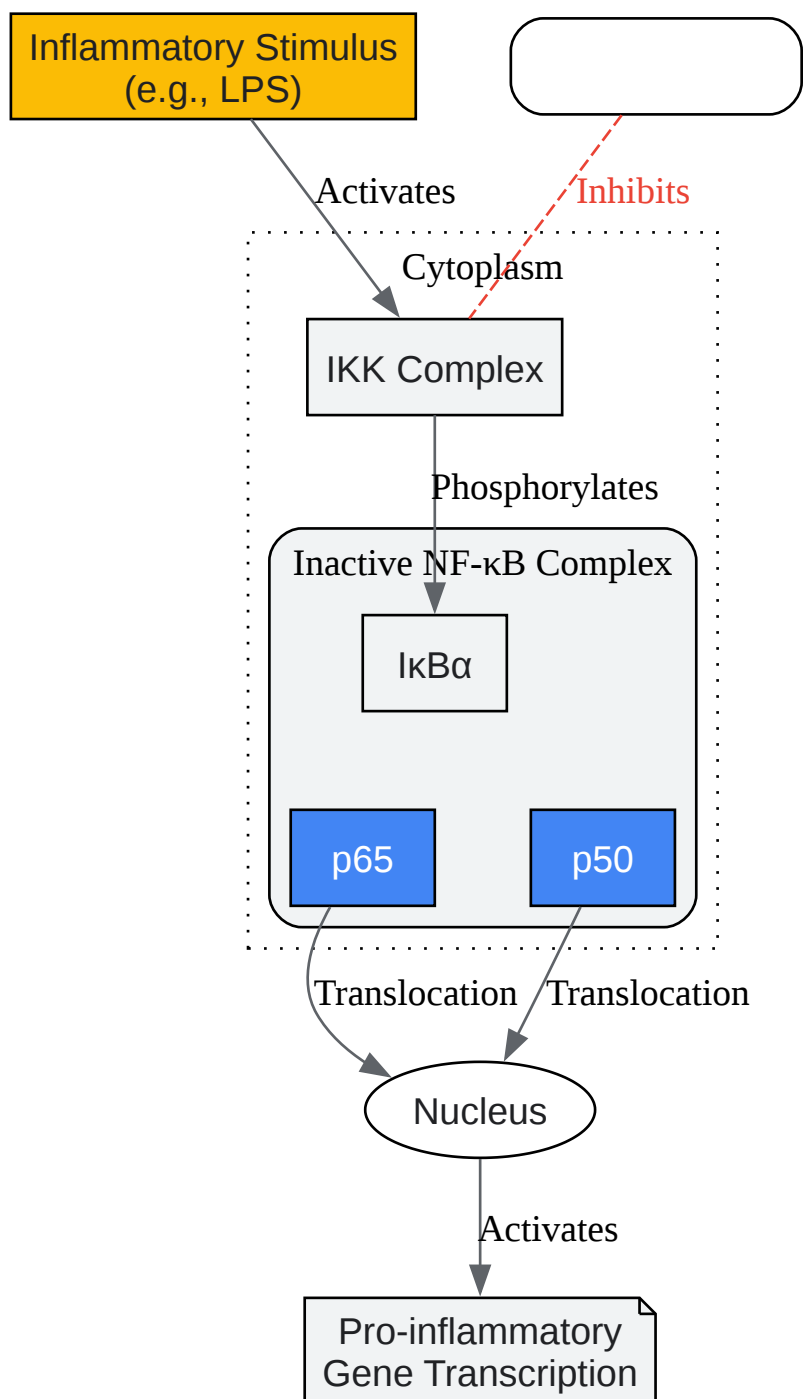 Inflammatory Stimulus
(e.g., LPS)
Activates
Inhibits
Cytoplasm
IKK Complex
Phosphorylates
Inactive NF-κB Complex
IκBα
p65
p50
Translocation
Translocation
Nucleus
Activates
Pro-inflammatory
Gene Transcription